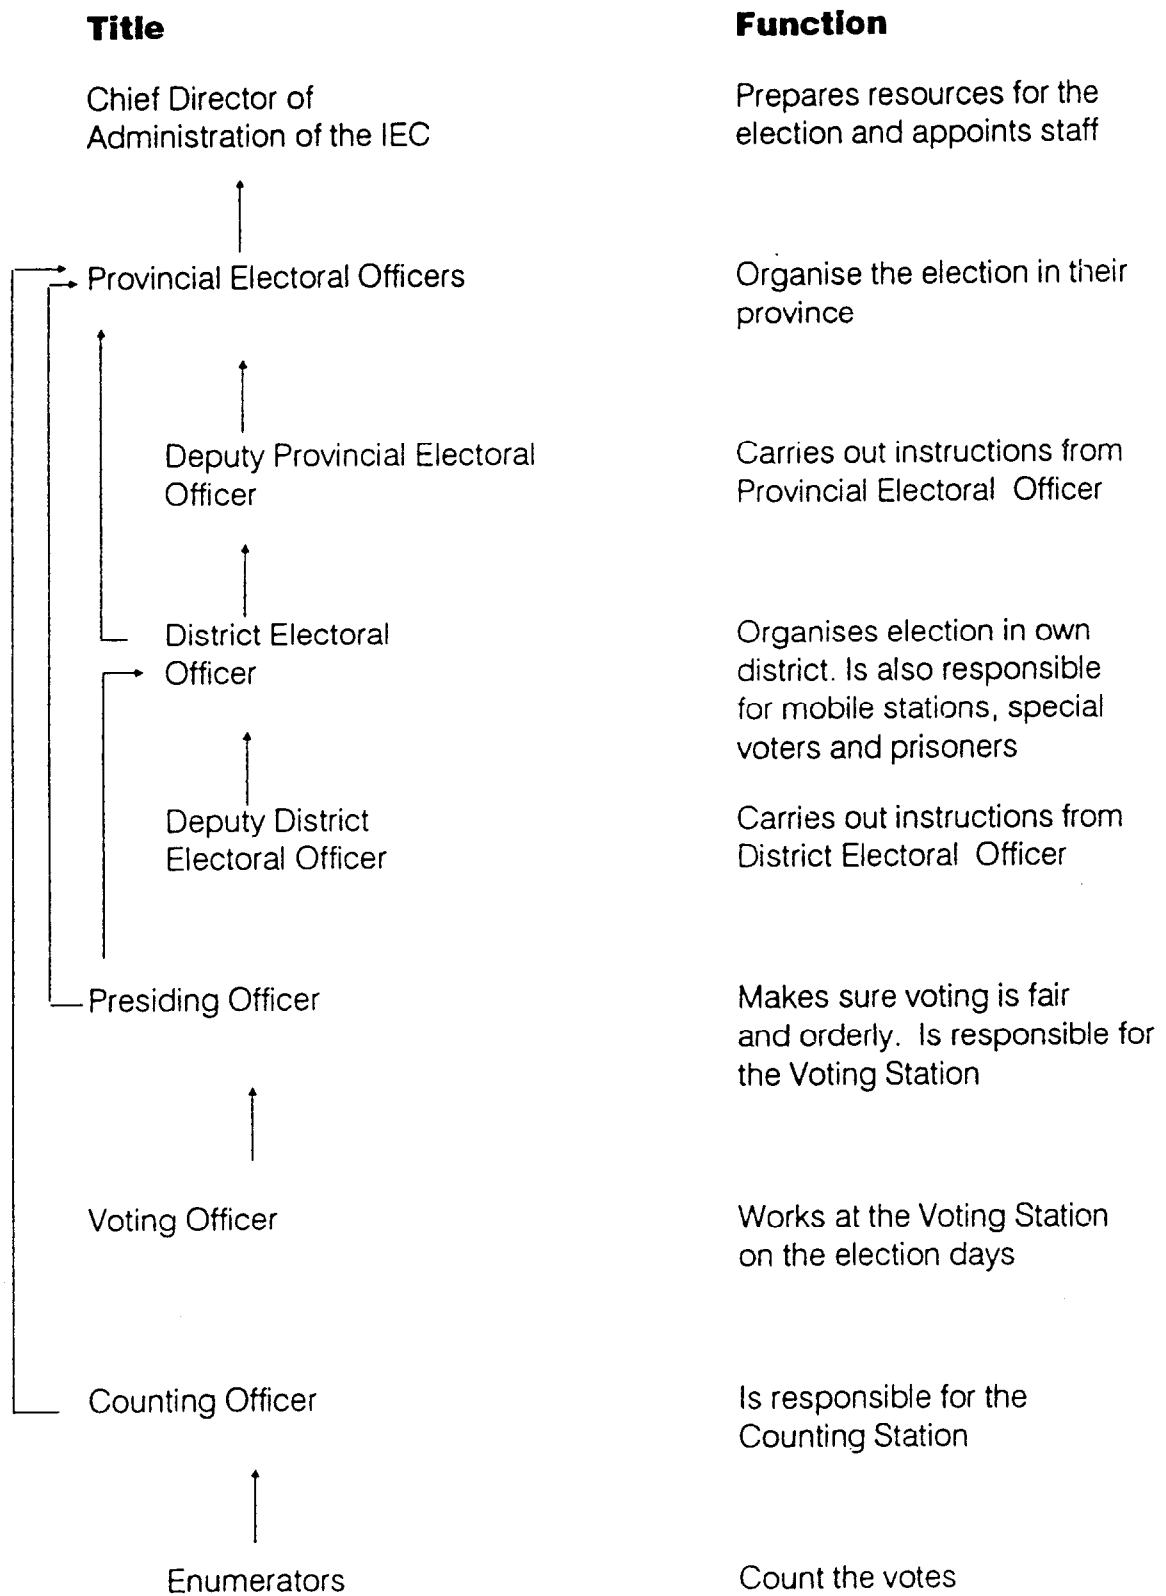 Title
Function
Chief Director of
Administration of the IEC
Prepares resources for the
election and appoints staff
Provincial Electoral Officers
Organise the election in their
province
Deputy Provincial Electoral
Officer
Carries out instructions from
Provincial Electoral Officer
District Electoral
Officer
Organises election in own
district. Is also responsible
for mobile stations, special
voters and prisoners
Deputy District
Electoral Officer
Carries out instructions from
District Electoral Officer
Presiding Officer
Makes sure voting is fair
and orderly. Is responsible for
the Voting Station
Voting Officer
Works at the Voting Station
on the election days
Counting Officer
Is responsible for the
Counting Station
Enumerators
Count the votes